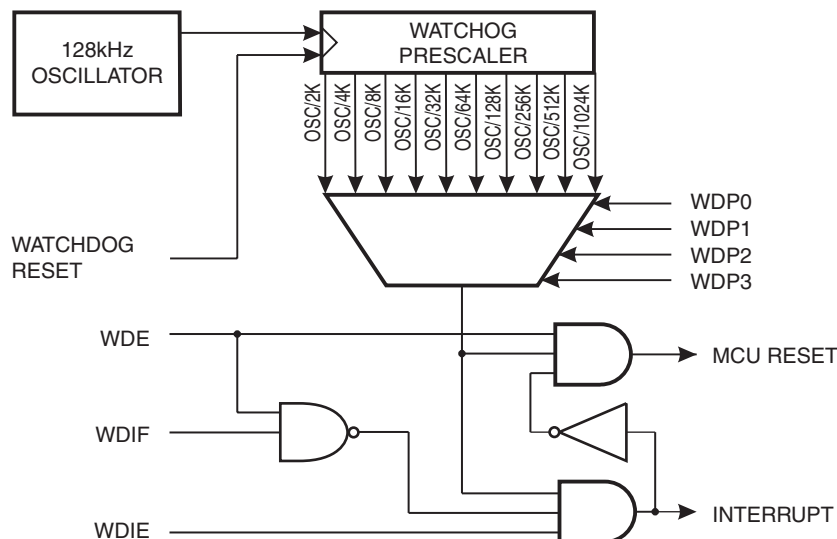 128kHz
OSCILLATOR
WATCHOG
PRESCALER
OSC/2K
OSC/4K
OSC/8K
OSC/16K
OSC/32K
OSC/64K
OSC/128K
OSC/256K
OSC/512K
OSC/1024K
WDP0
WDP1
WDP2
WDP3
WATCHDOG
RESET
WDE
MCU RESET
WDIF
INTERRUPT
WDIE